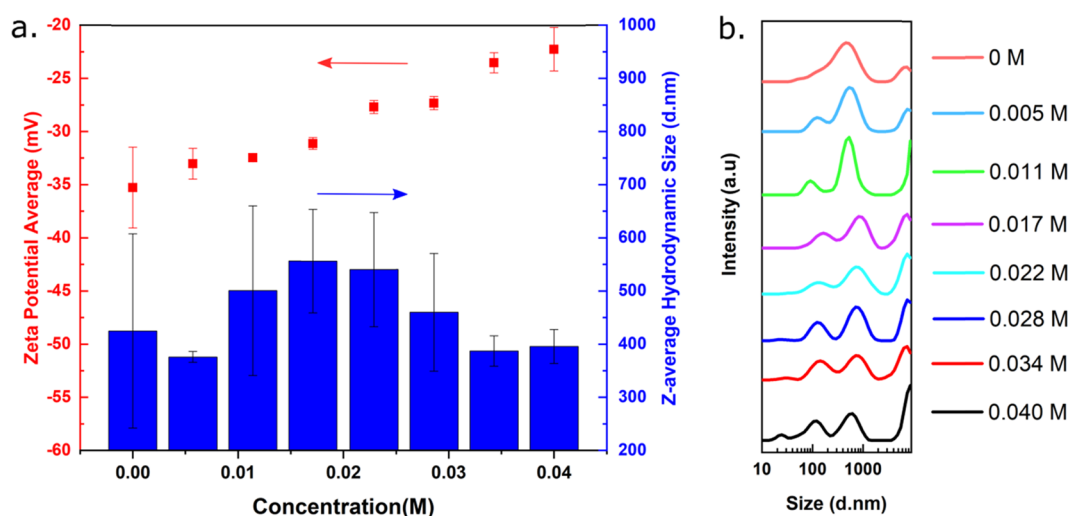 a.
Zeta Potential Average (mV)
-20
-25
-30
-35
-40
-45
-50
-55
-60
0.00
0.01
0.02
0.03
0.04
Concentration(M)
1000
900
800
700
600
500
400
300
200
Z-average Hydrodynamic Size (d.nm)
b.
Intensity (a.u)
10
100
1000
Size (d.nm)
0 M
0.005 M
0.011 M
0.017 M
0.022 M
0.028 M
0.034 M
0.040 M